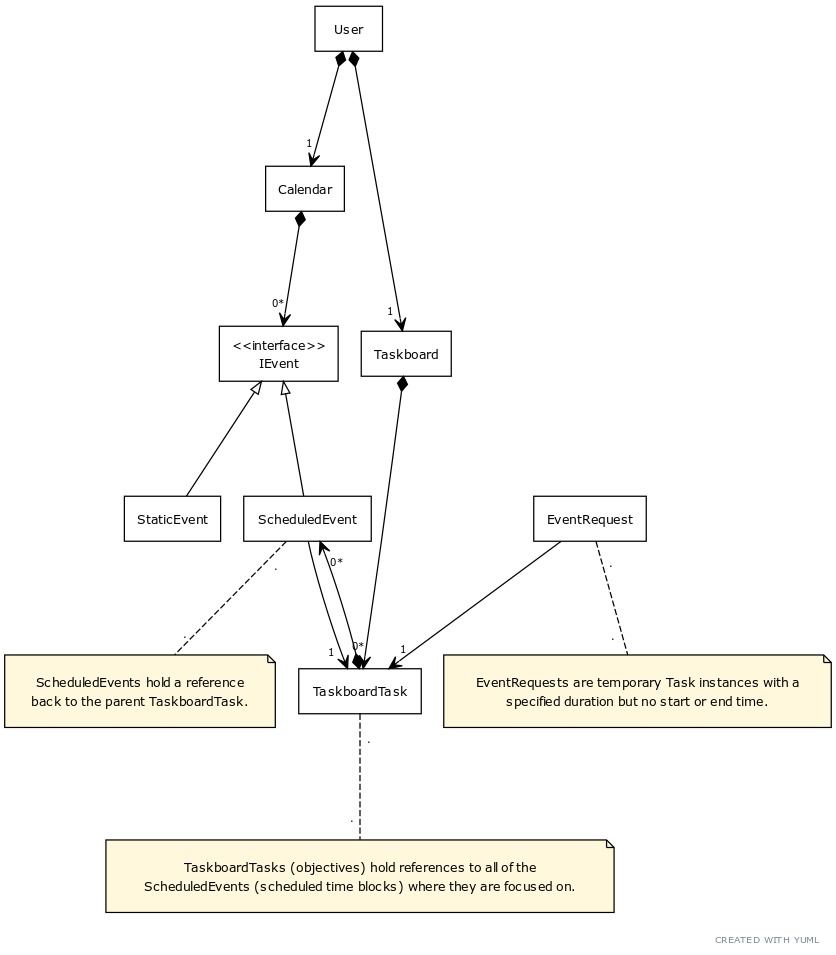 User
1
Calendar
0*
1
<<interface>>
IEvent
Taskboard
StaticEvent
ScheduledEvent
EventRequest
0*
1
0*
1
ScheduledEvents hold a reference
back to the parent TaskboardTask.
TaskboardTask
EventRequests are temporary Task instances with a
specified duration but no start or end time.
TaskboardTasks (objectives) hold references to all of the
ScheduledEvents (scheduled time blocks) where they are focused on.
CREATED WITH YUML